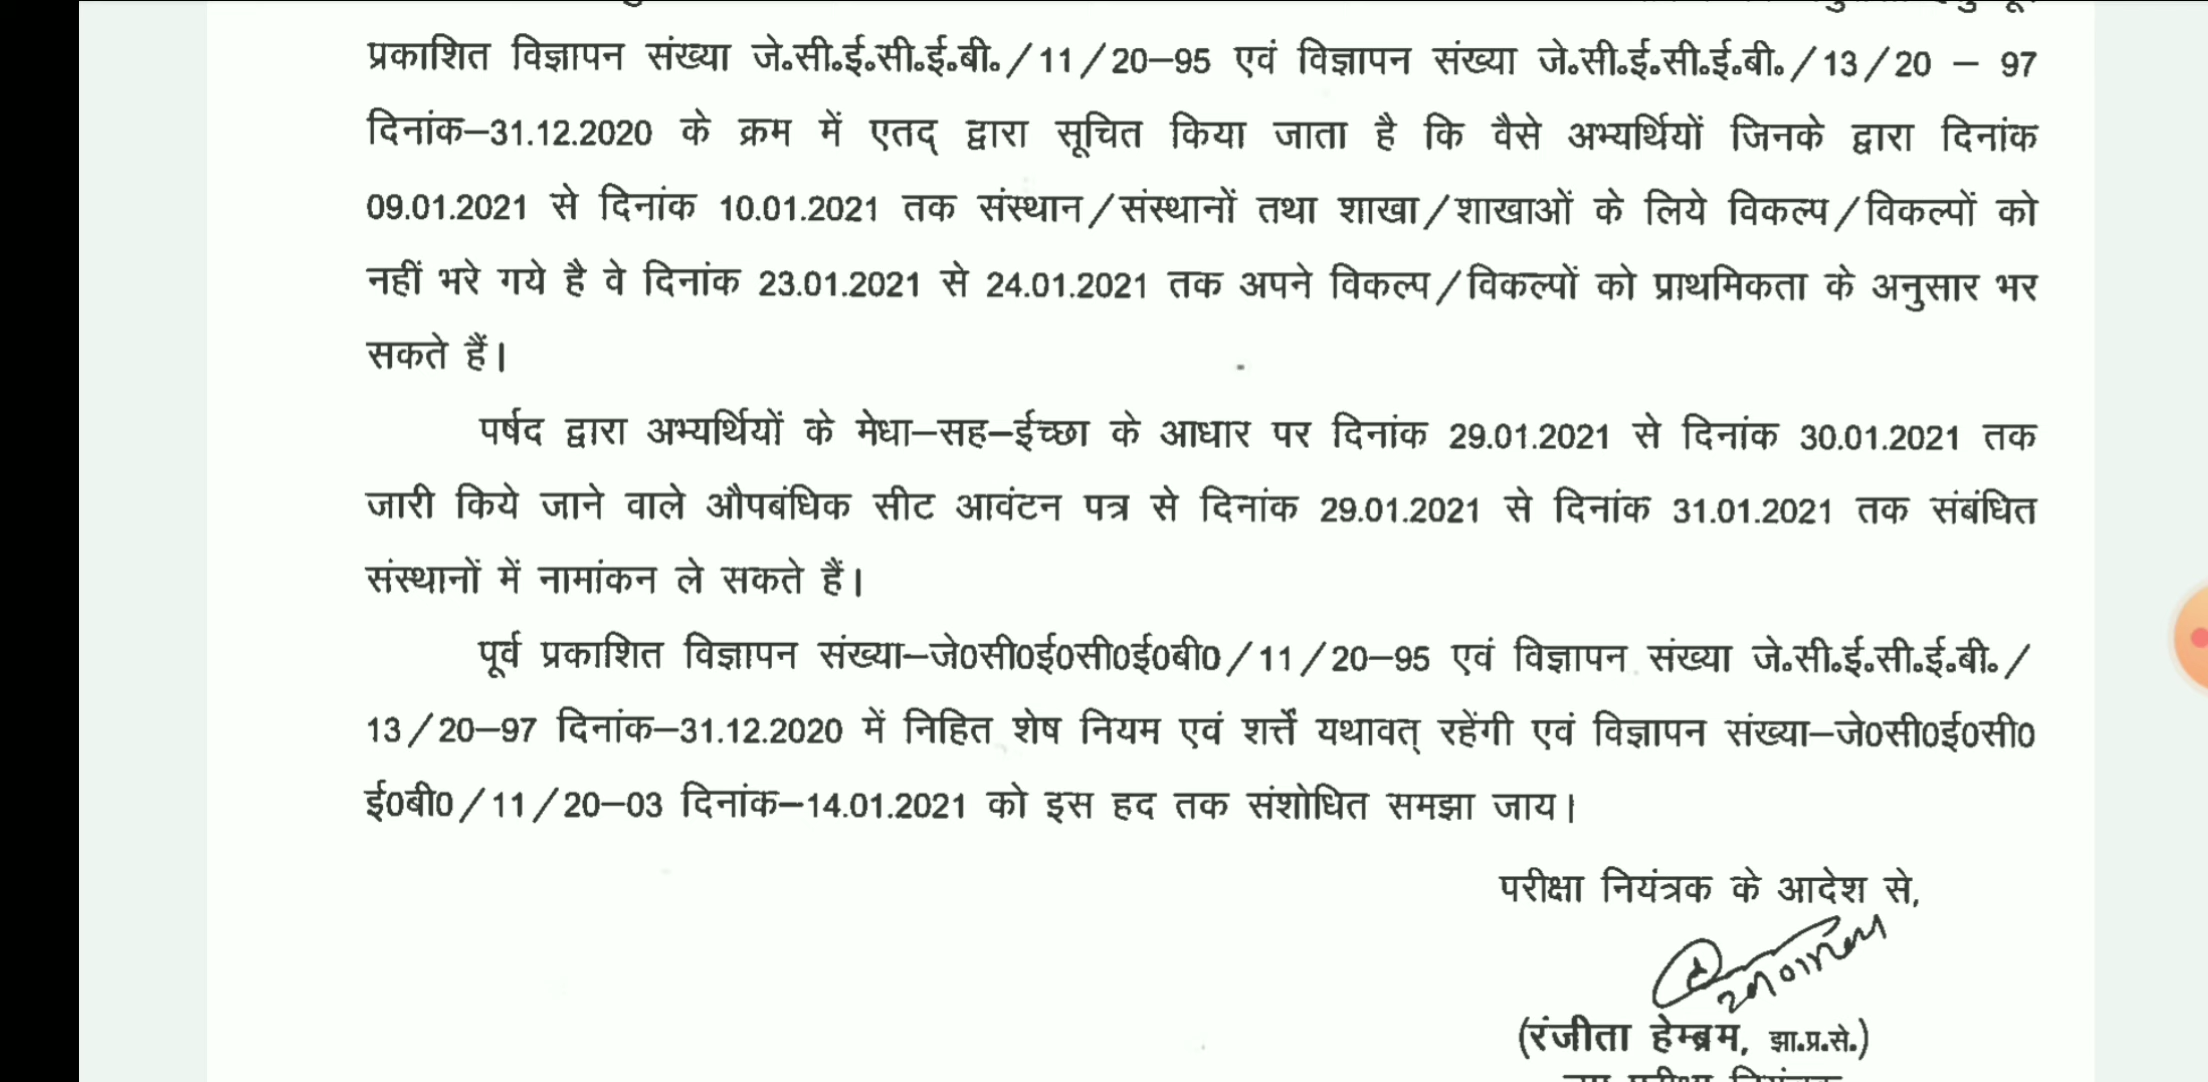 प्रकाशित विज्ञापन संख्या जे.सी.ई.सी.ई.बी./11/20–95 एवं विज्ञापन संख्या जे.सी.ई.सी.ई.बी./13/20 – 97
दिनांक–31.12.2020 के क्रम में एतद् द्वारा सूचित किया जाता है कि वैसे अभ्यर्थियों जिनके द्वारा दिनांक
09.01.2021 से दिनांक 10.01.2021 तक संस्थान/संस्थानों तथा शाखा/शाखाओं के लिये विकल्प/विकल्पों को
नहीं भरे गये है वे दिनांक 23.01.2021 से 24.01.2021 तक अपने विकल्प/विकल्पों को प्राथमिकता के अनुसार भर
सकते हैं।
पर्षद द्वारा अभ्यर्थियों के मेधा–सह–ईच्छा के आधार पर दिनांक 29.01.2021 से दिनांक 30.01.2021 तक
जारी किये जाने वाले औपबंधिक सीट आवंटन पत्र से दिनांक 29.01.2021 से दिनांक 31.01.2021 तक संबंधित
संस्थानों में नामांकन ले सकते हैं।
पूर्व प्रकाशित विज्ञापन संख्या–जे0सी0ई0सी0ई0बी0/11/20–95 एवं विज्ञापन संख्या जे.सी.ई.सी.ई.बी./
13/20–97 दिनांक–31.12.2020 में निहित शेष नियम एवं शर्त्ते यथावत् रहेंगी एवं विज्ञापन संख्या–जे0सी0ई0सी0
ई0बी0/11/20–03 दिनांक–14.01.2021 को इस हद तक संशोधित समझा जाय।
परीक्षा नियंत्रक के आदेश से,
(रंजीता हेम्ब्रम, झा.प्र.से.)